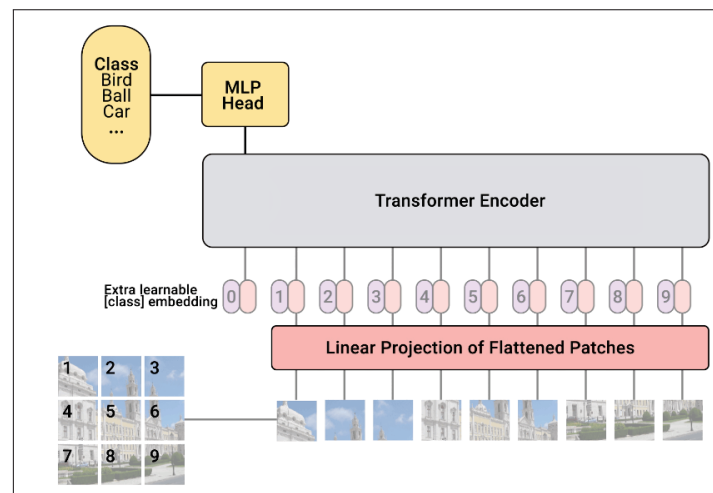 Class
Bird
Ball
Car
...
MLP
Head
Transformer Encoder
Extra learnable
[class] embedding
0 1 2 3 4 5 6 7 8 9
Linear Projection of Flattened Patches
1 2 3
4 5 6
7 8 9